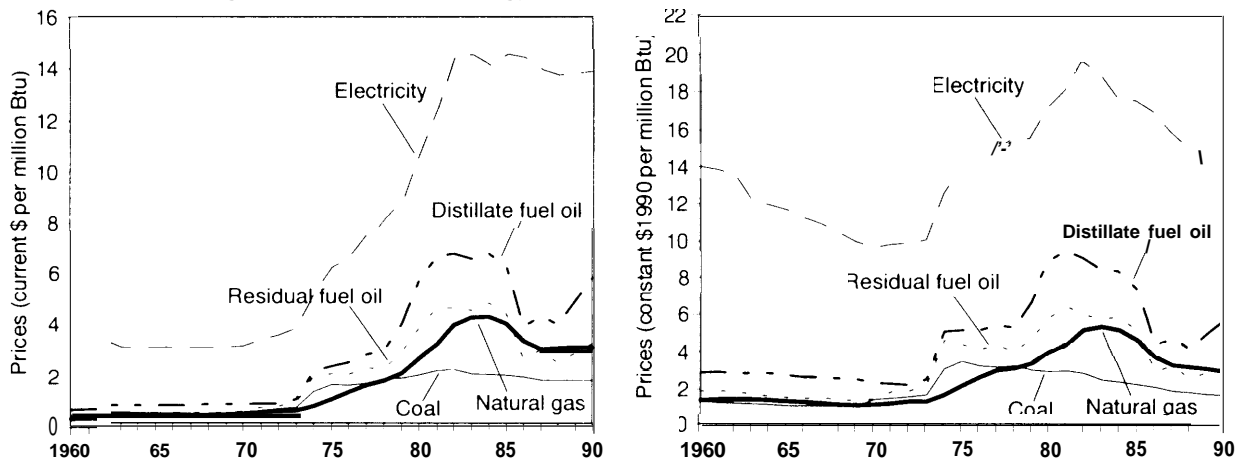 Prices (current $ per million Btu)
16
14
12
10
8
6
4
2
0
Electricity
Distillate fuel oil
Residual fuel oil
Coal
Natural gas
1960 65 70 75 80 85 90
Prices (constant $1990 per million Btu)
22
20
18
16
14
12
10
8
6
4
2
0
Electricity
Distillate fuel oil
Residual fuel oil
Coal
Natural gas
1960 65 70 75 80 85 90